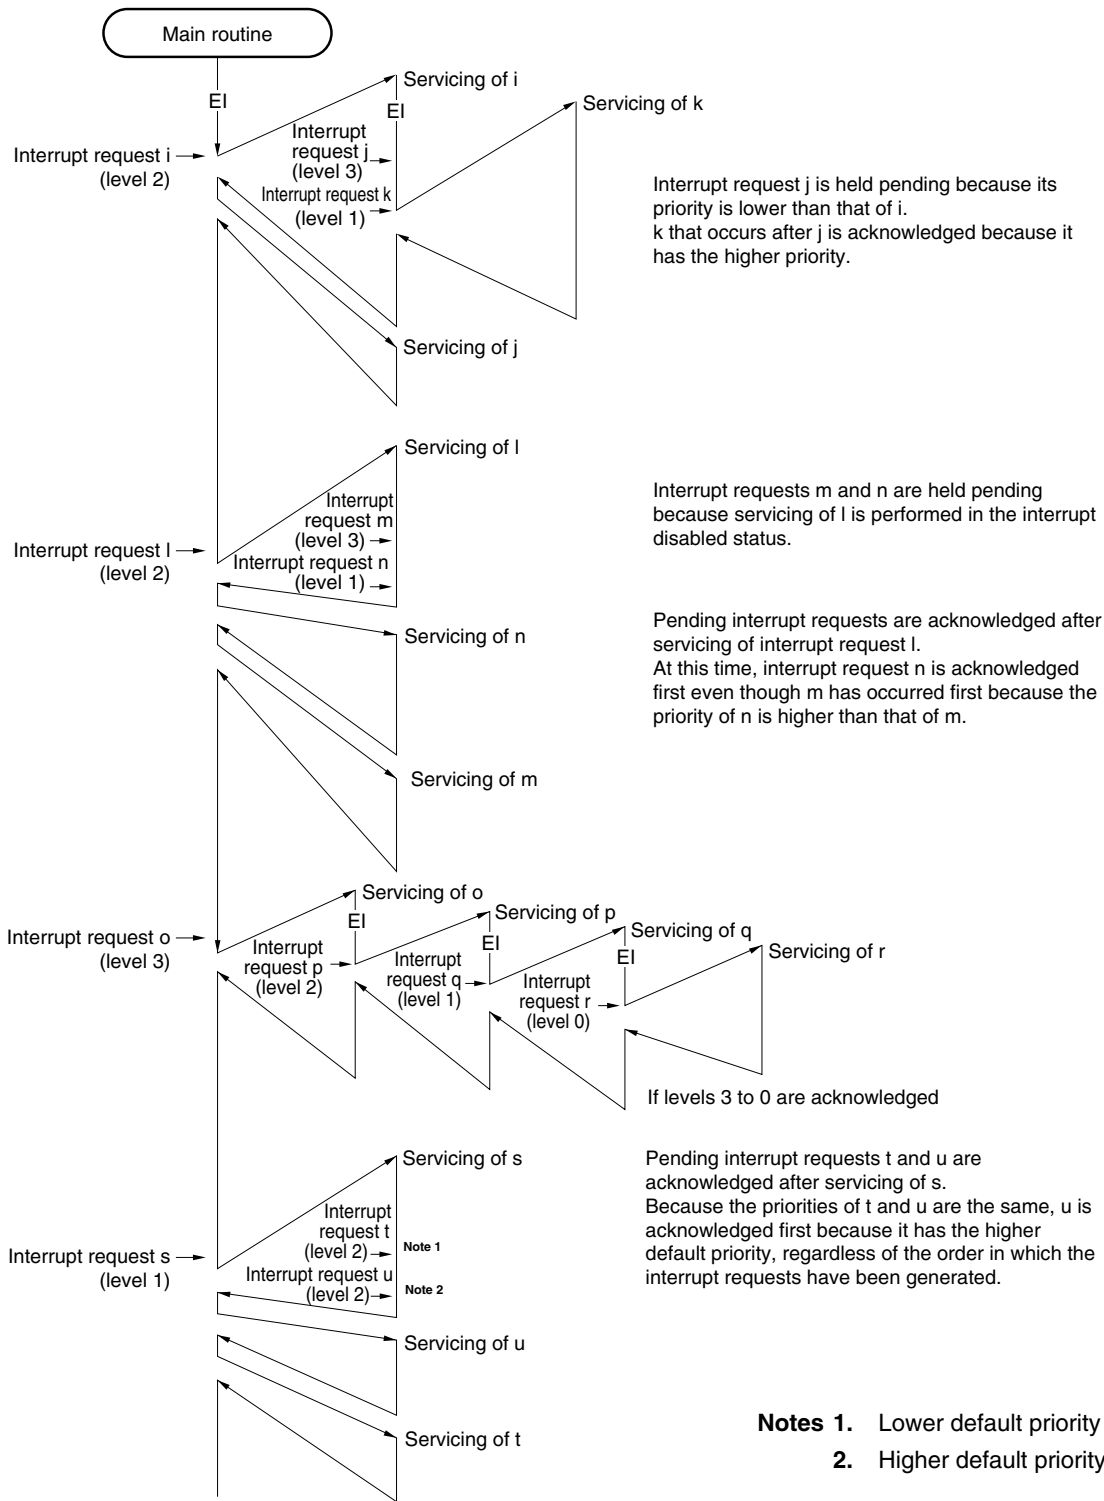 Main routine
EI
Servicing of i
EI
Servicing of k
Interrupt
request j
(level 3)
Interrupt request i
(level 2)
Interrupt request k
(level 1)
Interrupt request j is held pending because its
priority is lower than that of i.
k that occurs after j is acknowledged because it
has the higher priority.
Servicing of j
Servicing of l
Interrupt
request m
(level 3)
Interrupt request l
(level 2)
Interrupt request n
(level 1)
Interrupt requests m and n are held pending
because servicing of l is performed in the interrupt
disabled status.
Servicing of n
Pending interrupt requests are acknowledged after
servicing of interrupt request l.
At this time, interrupt request n is acknowledged
first even though m has occurred first because the
priority of n is higher than that of m.
Servicing of m
Servicing of o
EI
Servicing of p
EI
Servicing of q
EI
Servicing of r
Interrupt request o
(level 3)
Interrupt
request p
(level 2)
Interrupt
request q
(level 1)
Interrupt
request r
(level 0)
If levels 3 to 0 are acknowledged
Servicing of s
Interrupt
request t
(level 2)
Note 1
Interrupt request s
(level 1)
Interrupt request u
(level 2)
Note 2
Pending interrupt requests t and u are
acknowledged after servicing of s.
Because the priorities of t and u are the same, u is
acknowledged first because it has the higher
default priority, regardless of the order in which the
interrupt requests have been generated.
Servicing of u
Servicing of t
Notes 1. Lower default priority
2. Higher default priority